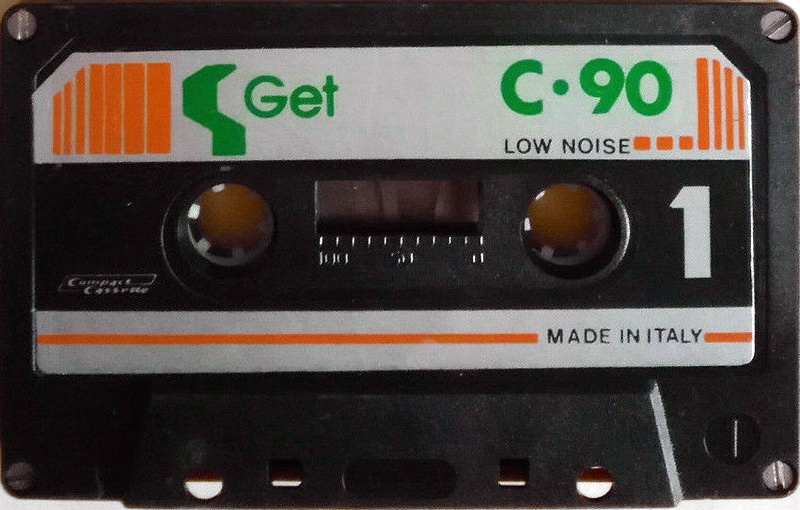 Get
C·90
LOW NOISE
1
100 50 0
Compact
Cassette
MADE IN ITALY